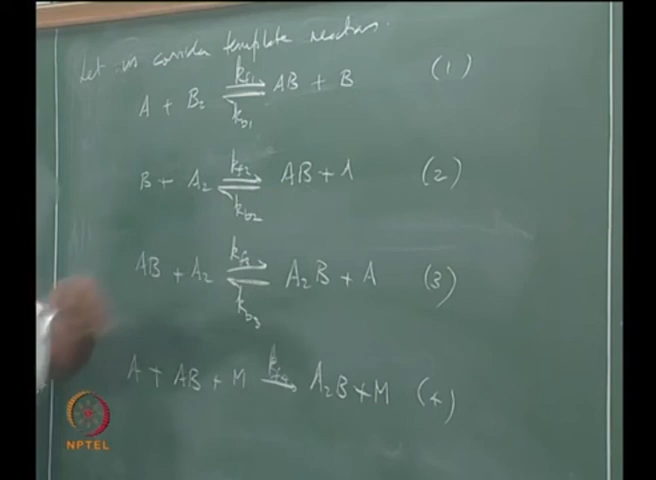 Let us consider template reactions.
A + B₂ ⇌ AB + B (1)
k_f1
k_b1
B + A₂ ⇌ AB + A (2)
k_f2
k_b2
AB + A₂ ⇌ A₂B + A (3)
k_f3
k_b3
A + AB + M → A₂B + M (4)
k_f4
NPTEL